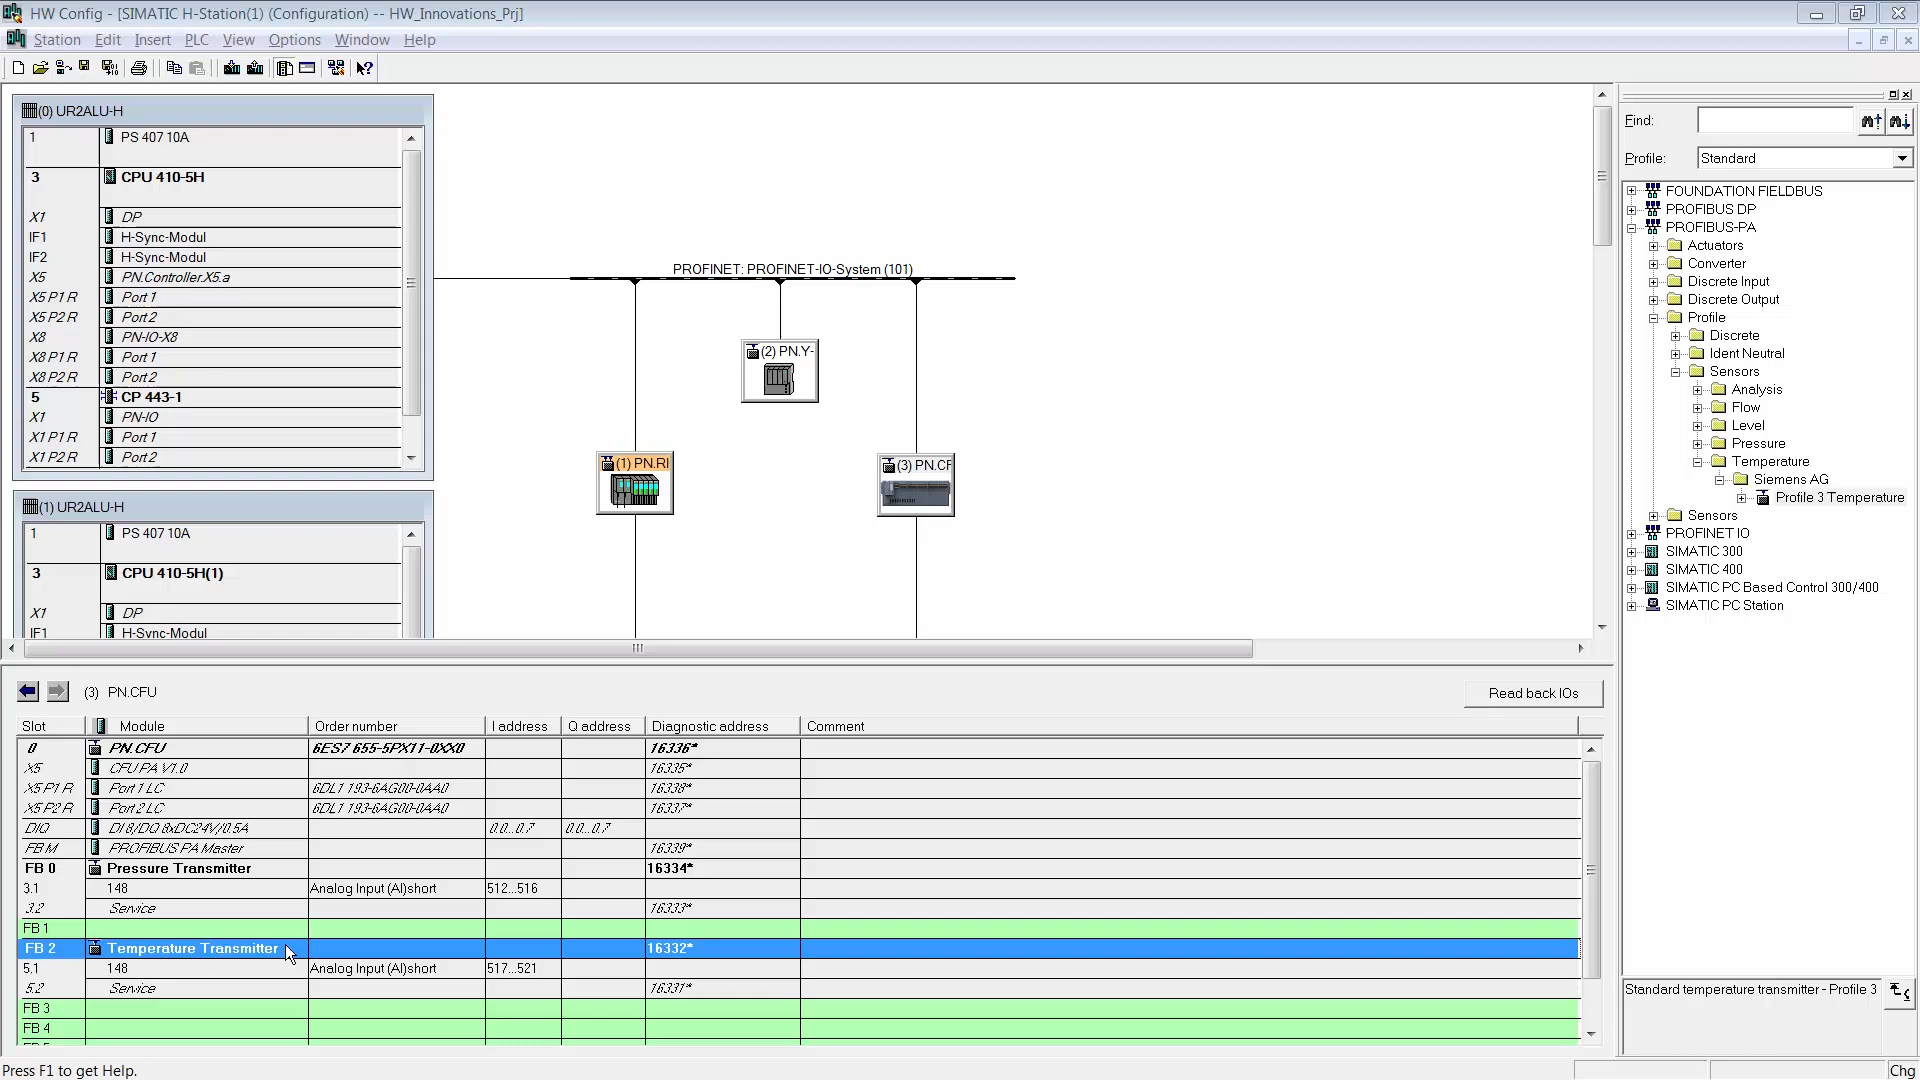 HW Config - [SIMATIC H-Station(1) (Configuration) -- HW_Innovations_Prj]
Station Edit Insert PLC View Options Window Help
(0) UR2ALU-H
1 PS 407 10A
3 CPU 410-5H
X1 DP
IF1 H-Sync-Modul
IF2 H-Sync-Modul
X5 PN.Controller.X5.a
X5 P1 R Port 1
X5 P2 R Port 2
X8 PN-IO-X8
X8 P1 R Port 1
X8 P2 R Port 2
5 CP 443-1
X1 PN-IO
X1 P1 R Port 1
X1 P2 R Port 2
(1) UR2ALU-H
1 PS 407 10A
3 CPU 410-5H(1)
X1 DP
IF1 H-Sync-Modul
PROFINET: PROFINET-IO-System (101)
(2) PN.Y-
(1) PN.RI
(3) PN.CF
Find:
Profile: Standard
FOUNDATION FIELDBUS
PROFIBUS DP
PROFIBUS-PA
Actuators
Converter
Discrete Input
Discrete Output
Profile
Discrete
Ident Neutral
Sensors
Analysis
Flow
Level
Pressure
Temperature
Siemens AG
Profile 3 Temperature
Sensors
PROFINET IO
SIMATIC 300
SIMATIC 400
SIMATIC PC Based Control 300/400
SIMATIC PC Station
Standard temperature transmitter - Profile 3
(3) PN.CFU
Read back IOs
Slot Module Order number I address Q address Diagnostic address Comment
0 PN.CFU 6ES7 655-5PX11-0XX0 16336*
X5 CFU PA V1.0 16335*
X5 P1 R Port 1 LC 6DL1 193-6AG00-0AA0 16338*
X5 P2 R Port 2 LC 6DL1 193-6AG00-0AA0 16337*
DIQ DI 8/DQ 8xDC24V/0.5A 0.0...0.7 0.0...0.7
FB M PROFIBUS PA Master 16339*
FB 0 Pressure Transmitter 16334*
3.1 148 Analog Input (AI)short 512...516
3.2 Service 16333*
FB 1
FB 2 Temperature Transmitter 16332*
5.1 148 Analog Input (AI)short 517...521
5.2 Service 16331*
FB 3
FB 4
Press F1 to get Help.
Chg